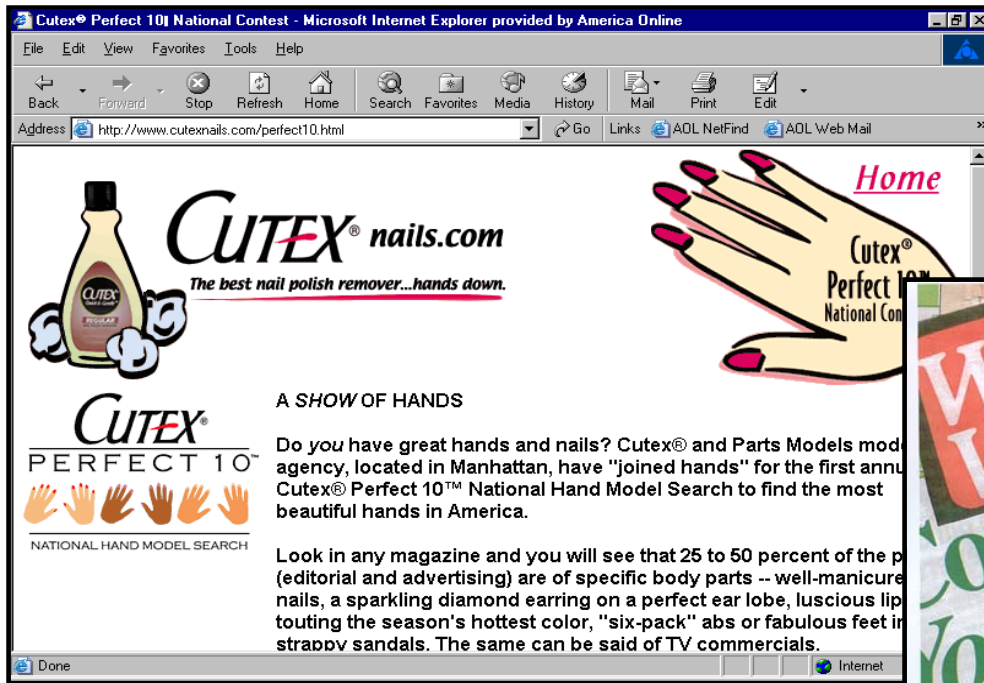 Cutex® Perfect 10 National Contest - Microsoft Internet Explorer provided by America Online
File Edit View Favorites Tools Help
Back Forward Stop Refresh Home Search Favorites Media History Mail Print Edit
Address http://www.cutexnails.com/perfect10.html Go Links AOL NetFind AOL Web Mail »
Home
CUTEX® nails.com
The best nail polish remover...hands down.
Cutex®
Perfect 10™
National Con
CUTEX
REGULAR
CUTEX®
PERFECT 10™
NATIONAL HAND MODEL SEARCH
A SHOW OF HANDS
Do you have great hands and nails? Cutex® and Parts Models mod
agency, located in Manhattan, have "joined hands" for the first annu
Cutex® Perfect 10™ National Hand Model Search to find the most
beautiful hands in America.
Look in any magazine and you will see that 25 to 50 percent of the p
(editorial and advertising) are of specific body parts -- well-manicure
nails, a sparkling diamond earring on a perfect ear lobe, luscious lip
touting the season's hottest color, "six-pack" abs or fabulous feet in
strappy sandals. The same can be said of TV commercials.
Done Internet